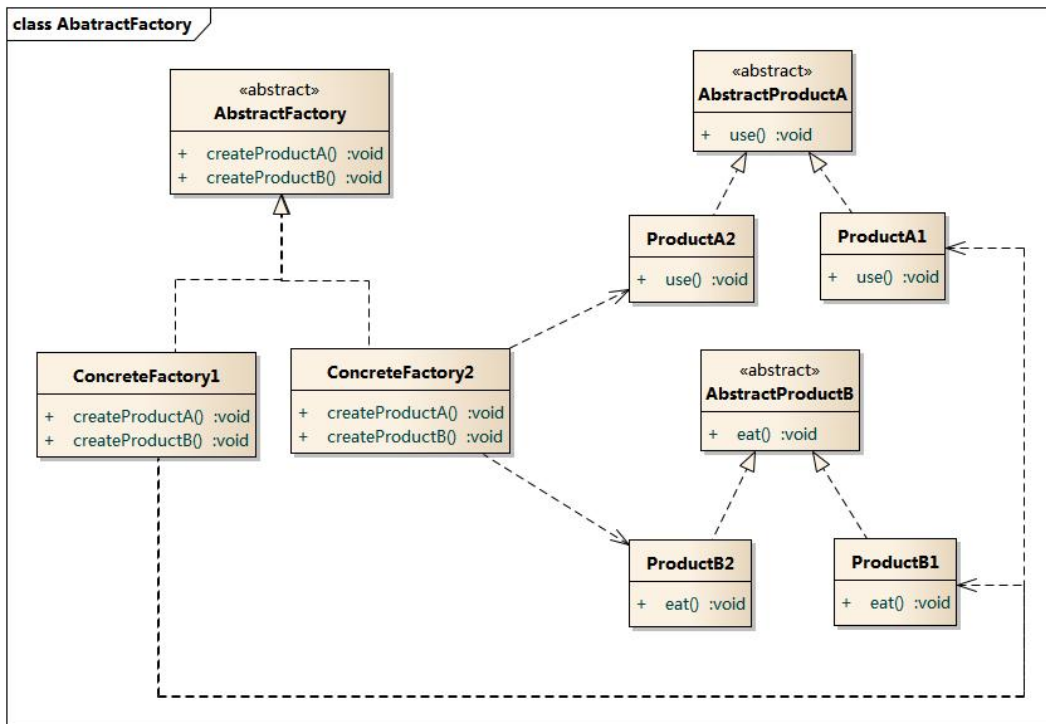 class AbatractFactory
«abstract»
AbstractFactory
+ createProductA() :void
+ createProductB() :void
«abstract»
AbstractProductA
+ use() :void
ProductA2
+ use() :void
ProductA1
+ use() :void
ConcreteFactory1
+ createProductA() :void
+ createProductB() :void
ConcreteFactory2
+ createProductA() :void
+ createProductB() :void
«abstract»
AbstractProductB
+ eat() :void
ProductB2
+ eat() :void
ProductB1
+ eat() :void